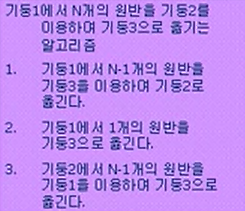 기둥1에서 N개의 원반을 기둥2를
이용하여 기둥3으로 옮기는
알고리즘
1. 기둥1에서 N-1개의 원반을
기둥3을 이용하여 기둥2로
옮긴다.
2. 기둥1에서 1개의 원반을
기둥3으로 옮긴다.
3. 기둥2에서 N-1개의 원반을
기둥1을 이용하여 기둥3으로
옮긴다.